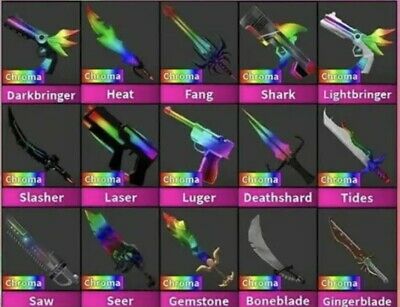 Chroma Chroma Chroma Chroma Chroma
Darkbringer Heat Fang Shark Lightbringer
Chroma Chroma Chroma Chroma Chroma
Slasher Laser Luger Deathshard Tides
Chroma Chroma Chroma Chroma Chroma
Saw Seer Gemstone Boneblade Gingerblade